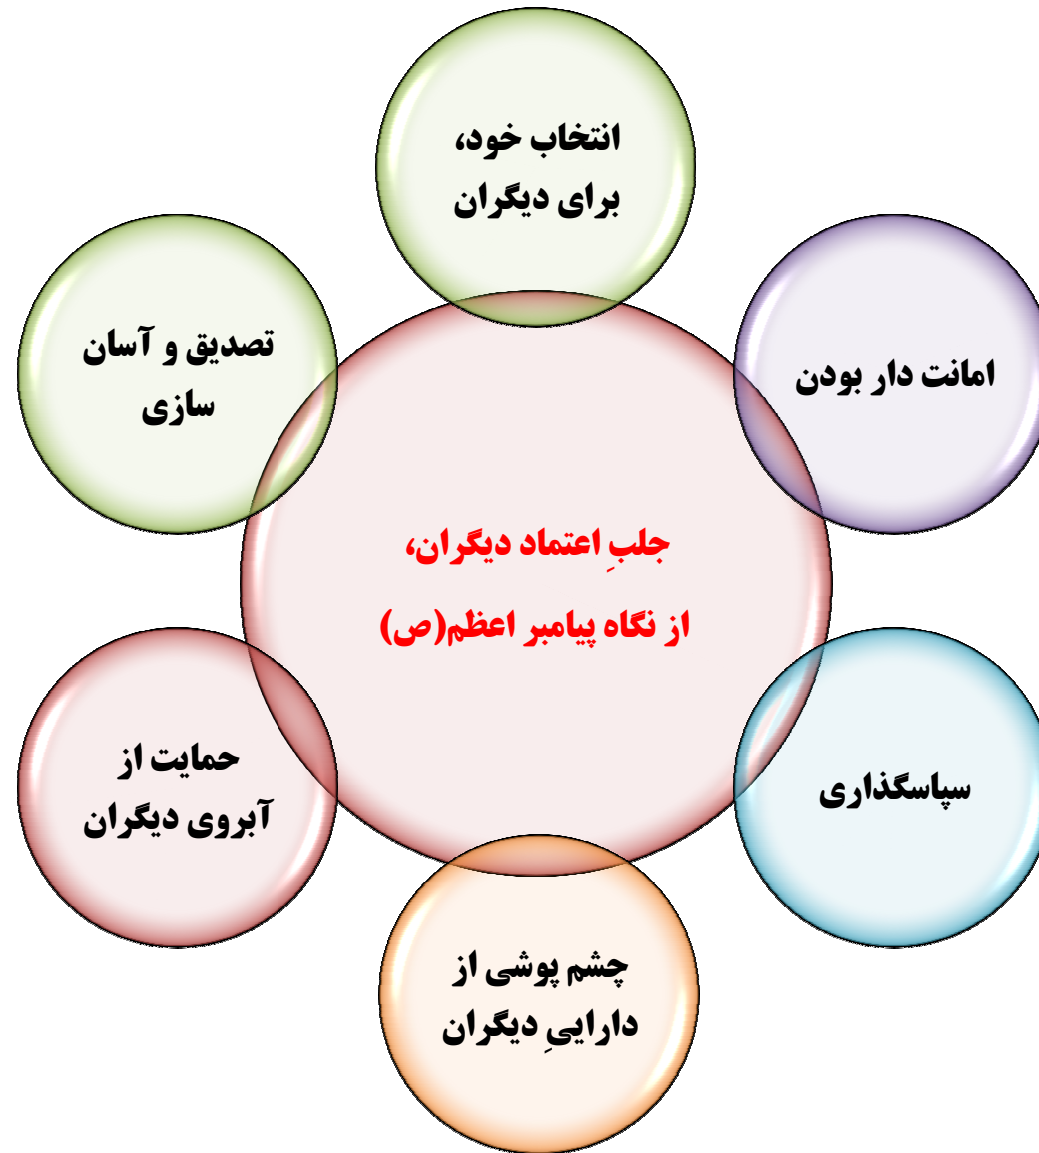 انتخاب خود،
برای دیگران
امانت دار بودن
تصدیق و آسان
سازی
جلبِ اعتماد دیگران،
از نگاه پیامبر اعظم(ص)
سپاسگذاری
حمایت از
آبروی دیگران
چشم پوشی از
داراییِ دیگران